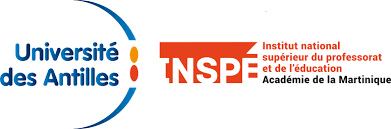 Université
des Antilles
INSPÉ
Institut national
supérieur du professorat
et de l'éducation
Académie de la Martinique